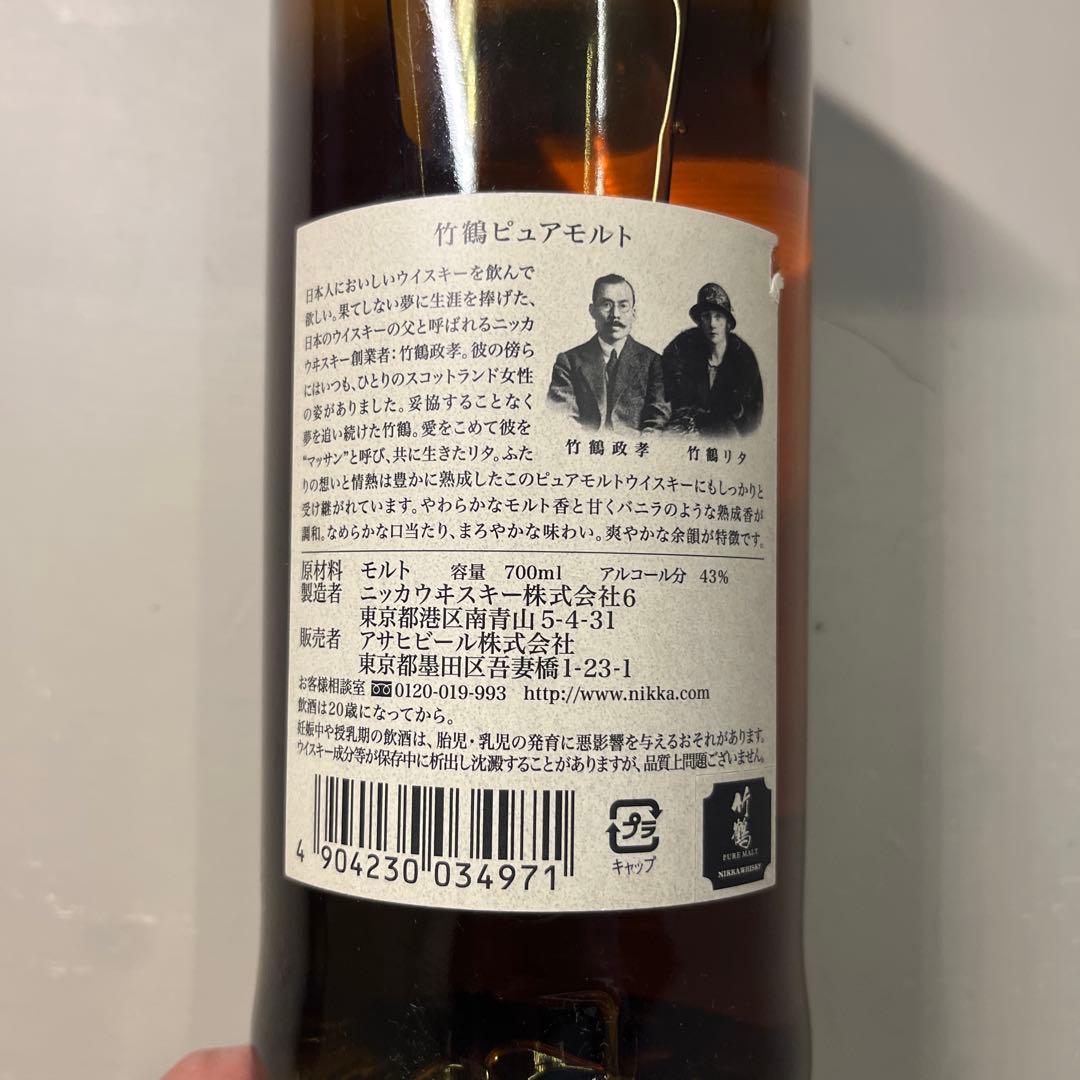 竹鶴ピュアモルト
日本人においしいウイスキーを飲んで
欲しい。果てしない夢に生涯を捧げた、
日本のウイスキーの父と呼ばれるニッカ
ウヰスキー創業者：竹鶴政孝。彼の傍ら
にはいつも、ひとりのスコットランド女性
の姿がありました。妥協することなく
夢を追い続けた竹鶴。愛をこめて彼を
“マッサン”と呼び、共に生きたリタ。ふた
りの想いと情熱は豊かに熟成したこのピュアモルトウイスキーにもしっかりと
受け継がれています。やわらかなモルト香と甘くバニラのような熟成香が
調和。なめらかな口当たり、まろやかな味わい。爽やかな余韻が特徴です。
竹鶴政孝 竹鶴リタ
原材料 モルト 容量 700ml アルコール分 43%
製造者 ニッカウヰスキー株式会社6
東京都港区南青山5-4-31
販売者 アサヒビール株式会社
東京都墨田区吾妻橋1-23-1
お客様相談室 0120-019-993 http://www.nikka.com
飲酒は20歳になってから。
妊娠中や授乳期の飲酒は、胎児・乳児の発育に悪影響を与えるおそれがあります。
ウイスキー成分等が保存中に析出し沈澱することがありますが、品質上問題ございません。
4 904230 034971
プラ
キャップ
竹鶴
PURE MALT
NIKKA WHISKY